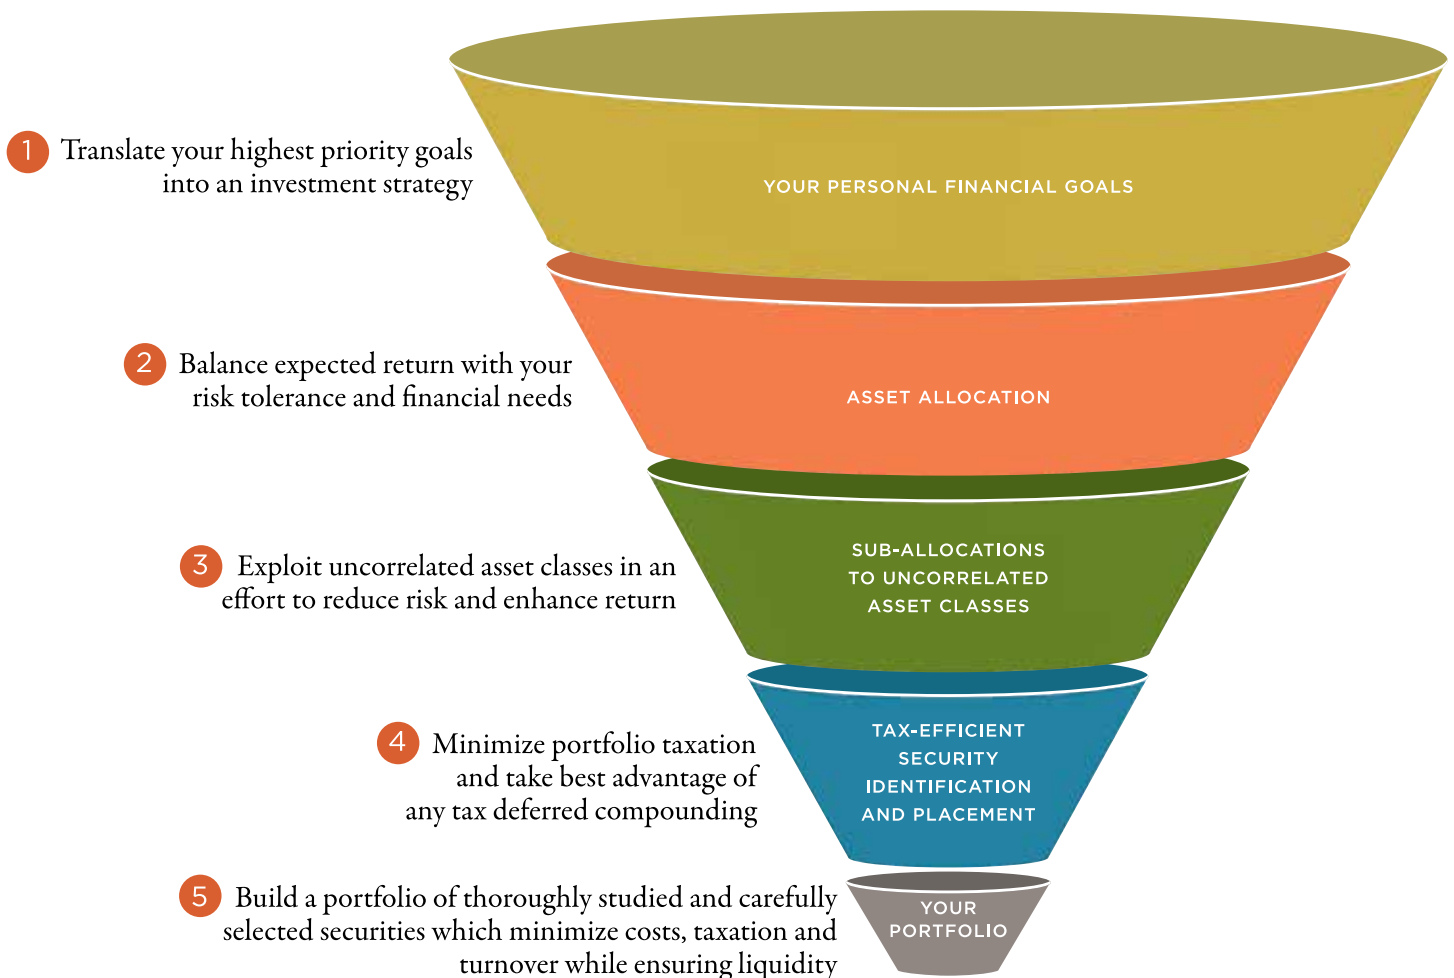 1 Translate your highest priority goals
into an investment strategy
YOUR PERSONAL FINANCIAL GOALS
2 Balance expected return with your
risk tolerance and financial needs
ASSET ALLOCATION
3 Exploit uncorrelated asset classes in an
effort to reduce risk and enhance return
SUB-ALLOCATIONS
TO UNCORRELATED
ASSET CLASSES
4 Minimize portfolio taxation
and take best advantage of
any tax deferred compounding
TAX-EFFICIENT
SECURITY
IDENTIFICATION
AND PLACEMENT
5 Build a portfolio of thoroughly studied and carefully
selected securities which minimize costs, taxation and
turnover while ensuring liquidity
YOUR
PORTFOLIO